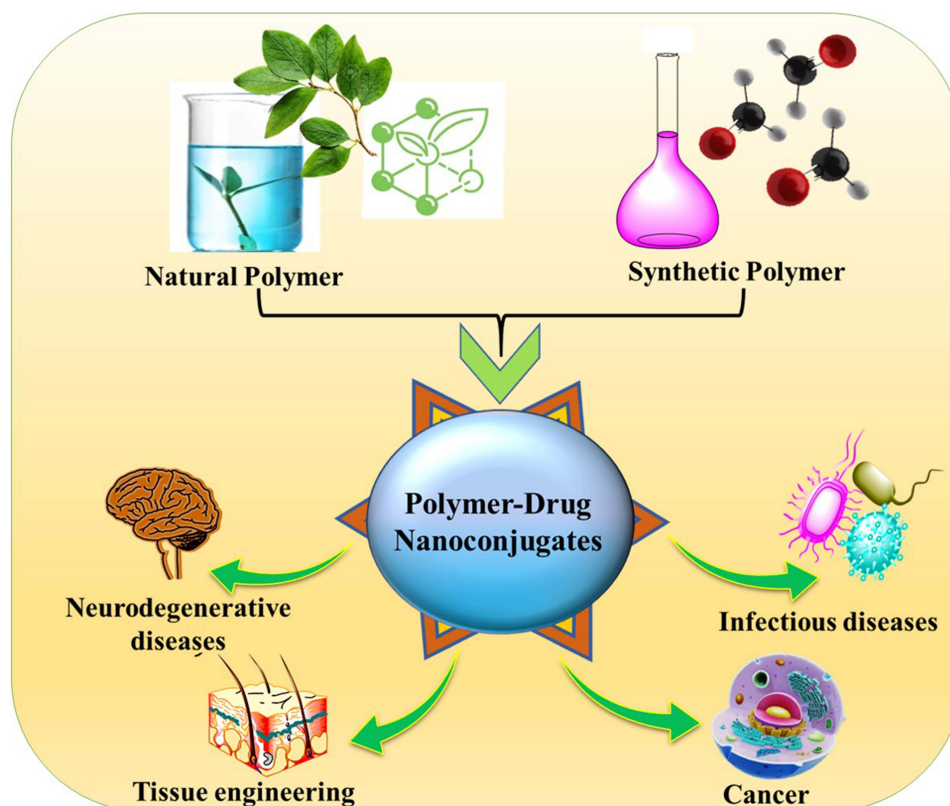 Natural Polymer
Synthetic Polymer
Polymer-Drug
Nanoconjugates
Neurodegenerative
diseases
Infectious diseases
Tissue engineering
Cancer